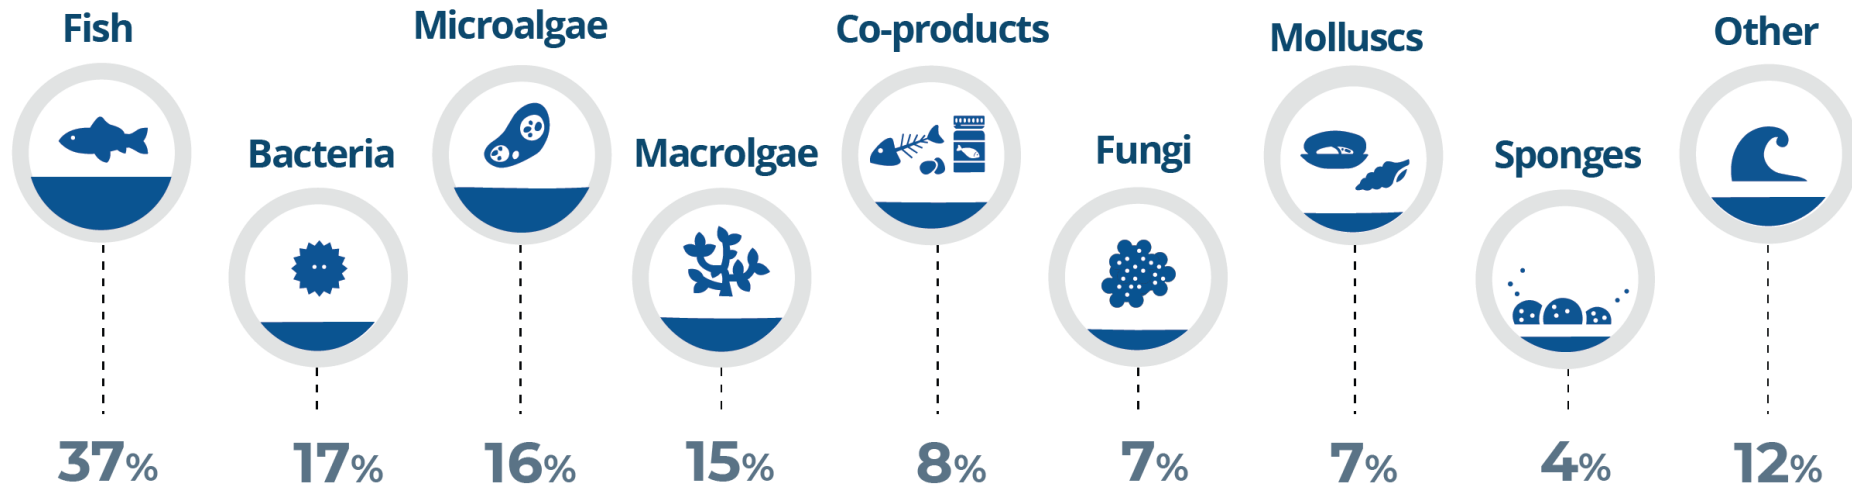 Fish
37%
Bacteria
17%
Microalgae
16%
Macrolgae
15%
Co-products
8%
Fungi
7%
Molluscs
7%
Sponges
4%
Other
12%